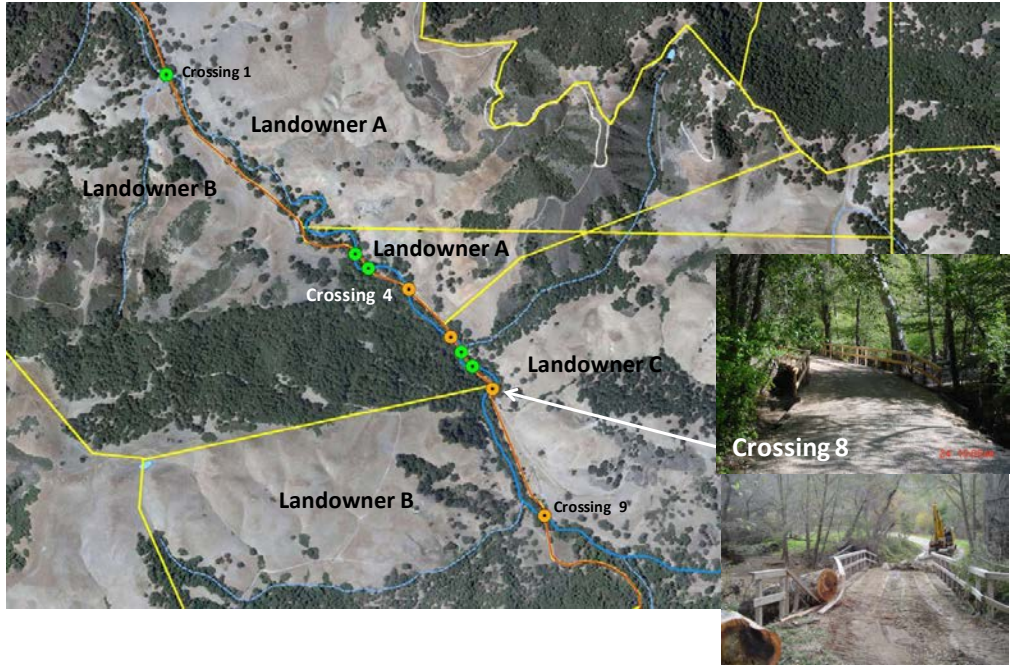 Crossing 1
Landowner A
Landowner B
Landowner A
Crossing 4
Landowner C
Crossing 8
Landowner B
Crossing 9